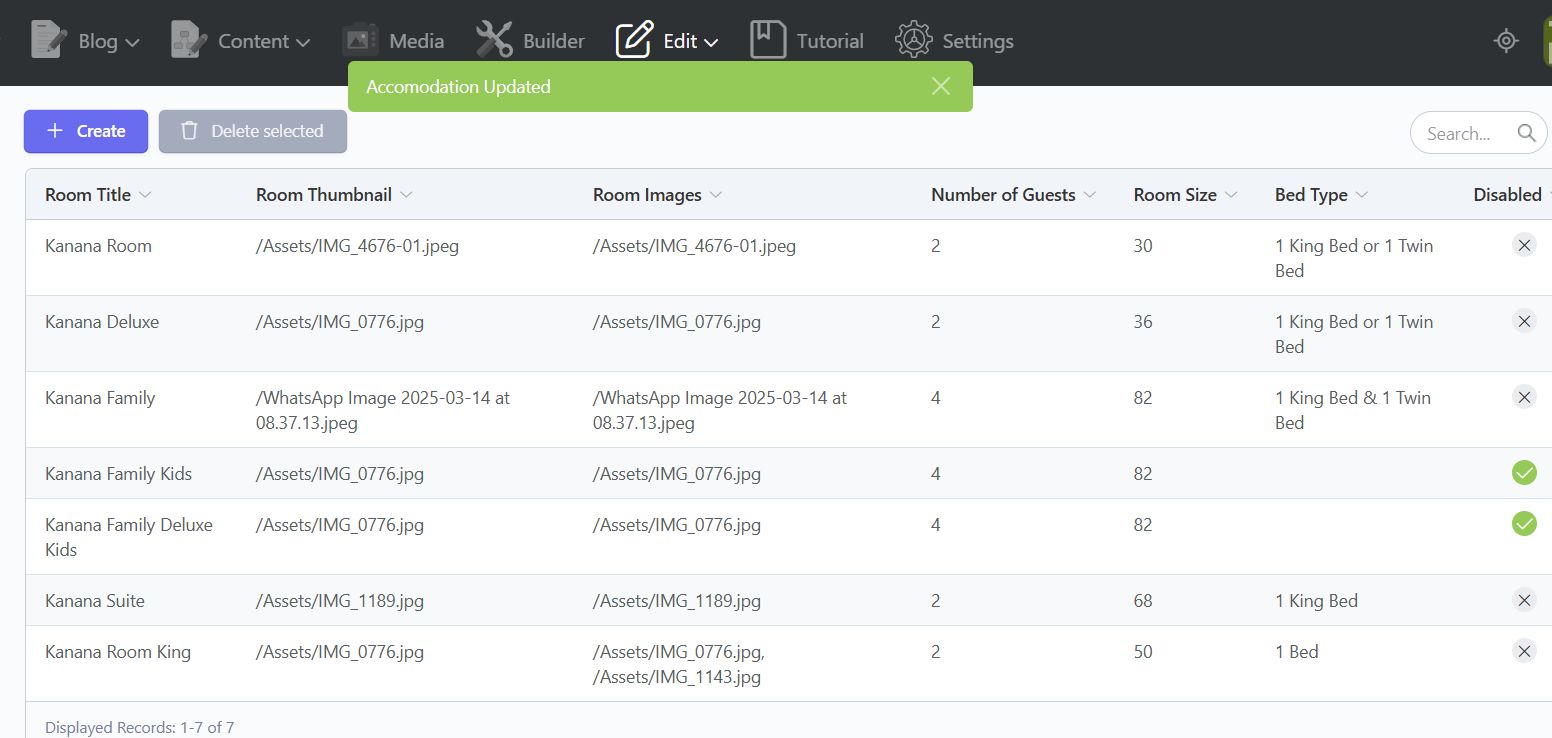 Blog Content Media Builder Edit Tutorial Settings
Accomodation Updated
Create Delete selected Search...
Room Title Room Thumbnail Room Images Number of Guests Room Size Bed Type Disabled
Kanana Room /Assets/IMG_4676-01.jpeg /Assets/IMG_4676-01.jpeg 2 30 1 King Bed or 1 Twin
Bed
Kanana Deluxe /Assets/IMG_0776.jpg /Assets/IMG_0776.jpg 2 36 1 King Bed or 1 Twin
Bed
Kanana Family /WhatsApp Image 2025-03-14 at /WhatsApp Image 2025-03-14 at 4 82 1 King Bed & 1 Twin
08.37.13.jpeg 08.37.13.jpeg Bed
Kanana Family Kids /Assets/IMG_0776.jpg /Assets/IMG_0776.jpg 4 82
Kanana Family Deluxe /Assets/IMG_0776.jpg /Assets/IMG_0776.jpg 4 82
Kids
Kanana Suite /Assets/IMG_1189.jpg /Assets/IMG_1189.jpg 2 68 1 King Bed
Kanana Room King /Assets/IMG_0776.jpg /Assets/IMG_0776.jpg, 2 50 1 Bed
/Assets/IMG_1143.jpg
Displayed Records: 1-7 of 7